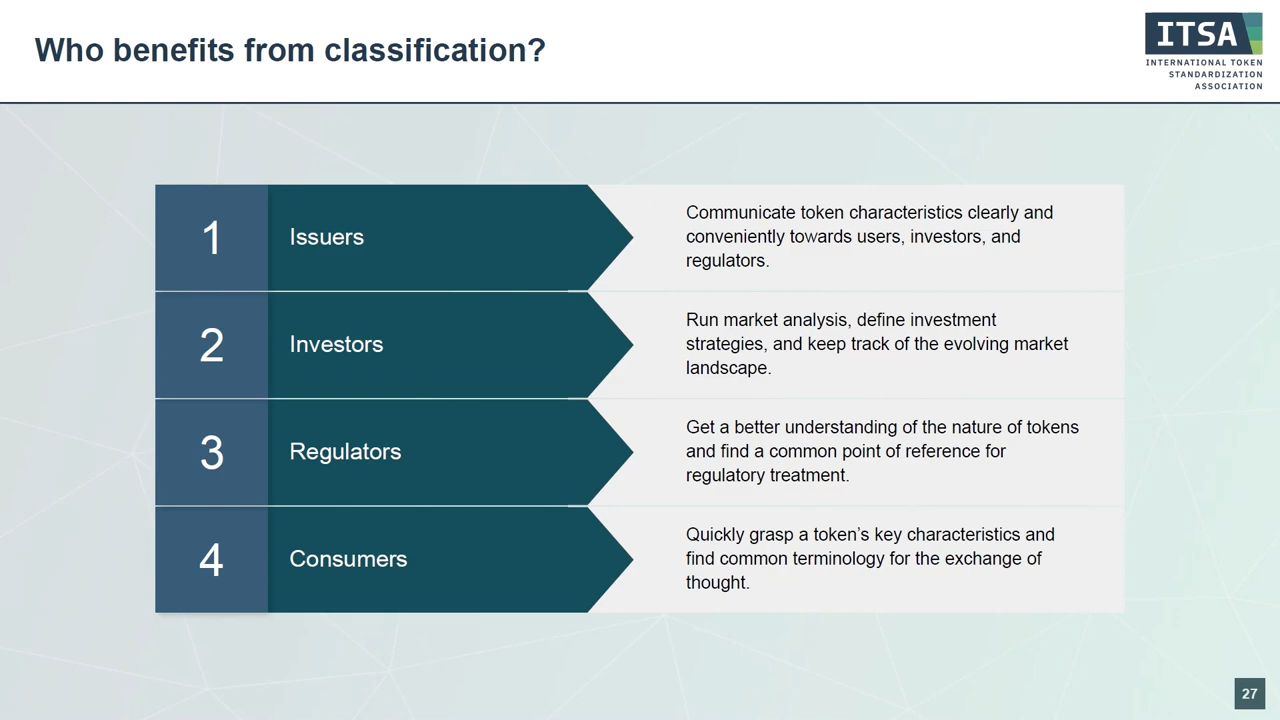 Who benefits from classification?
ITSA
INTERNATIONAL TOKEN
STANDARDIZATION
ASSOCIATION
1
Issuers
Communicate token characteristics clearly and
conveniently towards users, investors, and
regulators.
2
Investors
Run market analysis, define investment
strategies, and keep track of the evolving market
landscape.
3
Regulators
Get a better understanding of the nature of tokens
and find a common point of reference for
regulatory treatment.
4
Consumers
Quickly grasp a token’s key characteristics and
find common terminology for the exchange of
thought.
27